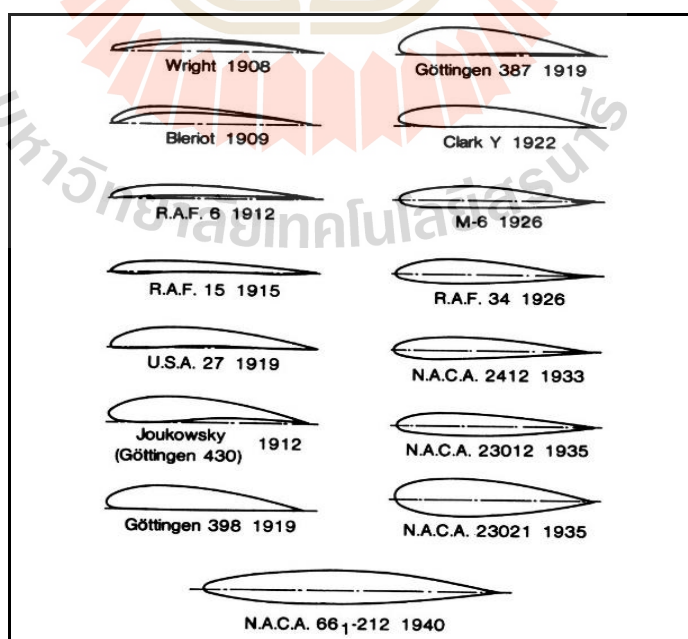 Wright 1908
Bleriot 1909
R.A.F. 6 1912
R.A.F. 15 1915
U.S.A. 27 1919
Joukowsky 1912
(Göttingen 430)
Göttingen 398 1919
Göttingen 387 1919
Clark Y 1922
M-6 1926
R.A.F. 34 1926
N.A.C.A. 2412 1933
N.A.C.A. 23012 1935
N.A.C.A. 23021 1935
N.A.C.A. 66₁-212 1940